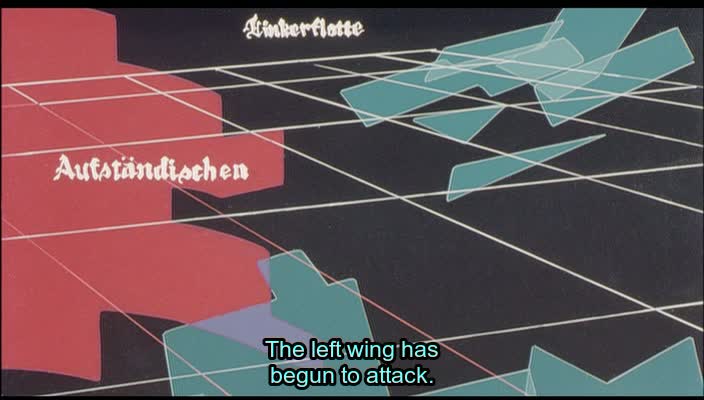 Linkerflotte
Aufständischen
The left wing has
begun to attack.